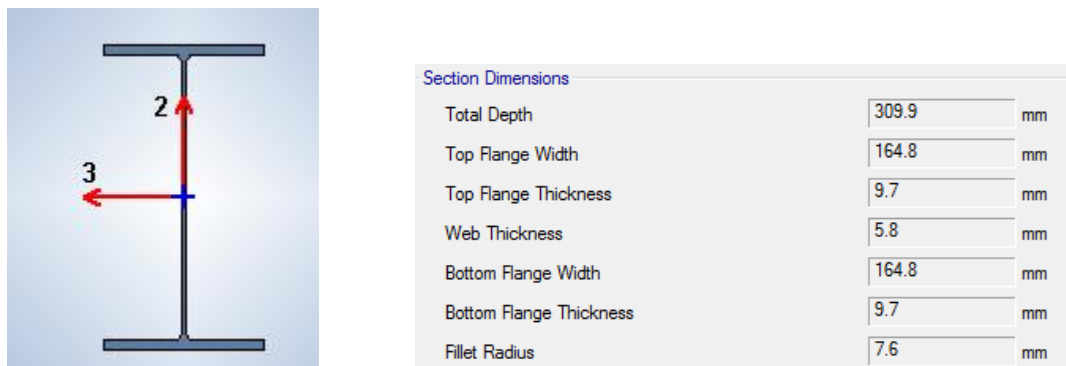 2
3
Section Dimensions
Total Depth 309.9 mm
Top Flange Width 164.8 mm
Top Flange Thickness 9.7 mm
Web Thickness 5.8 mm
Bottom Flange Width 164.8 mm
Bottom Flange Thickness 9.7 mm
Fillet Radius 7.6 mm